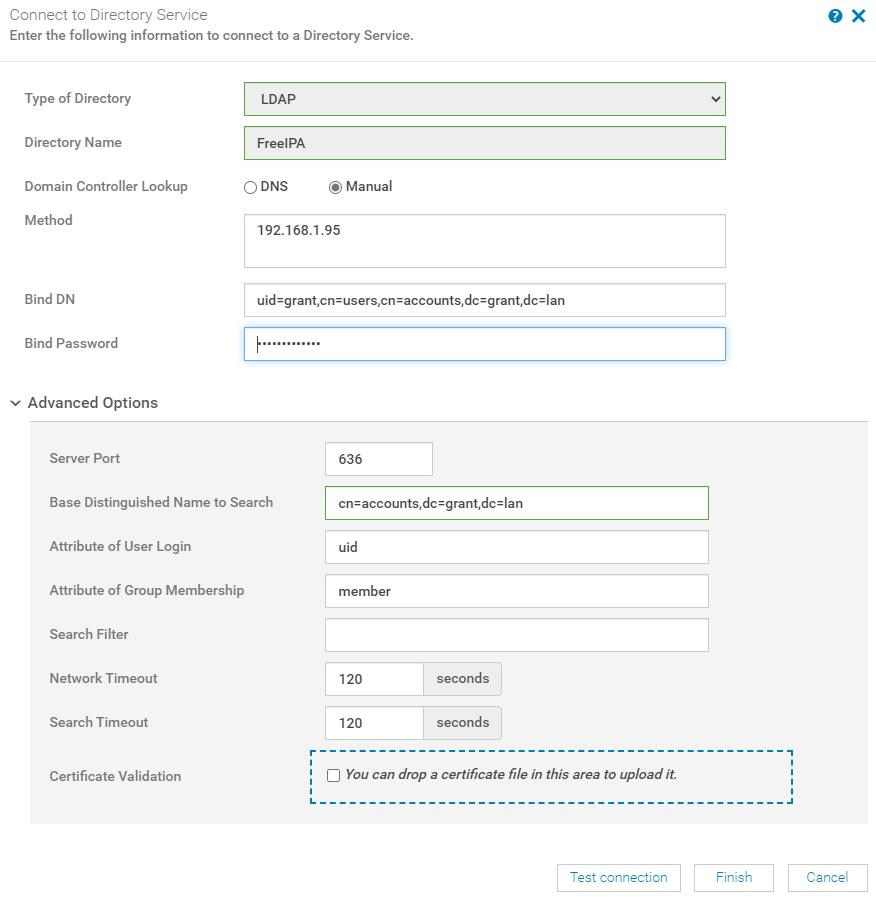 Connect to Directory Service
Enter the following information to connect to a Directory Service.
Type of Directory
LDAP
Directory Name
FreeIPA
Domain Controller Lookup
DNS
Manual
Method
192.168.1.95
Bind DN
uid=grant,cn=users,cn=accounts,dc=grant,dc=lan
Bind Password
•••••••••••••
Advanced Options
Server Port
636
Base Distinguished Name to Search
cn=accounts,dc=grant,dc=lan
Attribute of User Login
uid
Attribute of Group Membership
member
Search Filter
Network Timeout
120 seconds
Search Timeout
120 seconds
Certificate Validation
You can drop a certificate file in this area to upload it.
Test connection
Finish
Cancel